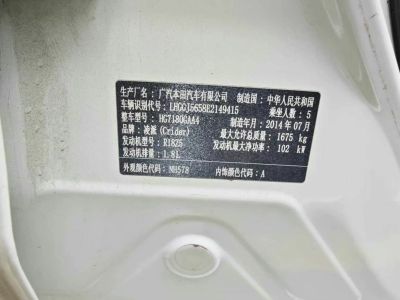 生产厂名：广汽本田汽车有限公司 制造国：中华人民共和国
车辆识别代号：LHGGJ5658E2149415 乘坐人数：5
整车型号：HG7180GAA4 制造年月：2014年07月
品牌：凌派(Crider) 最大允许总质量：1675 kg
发动机型号：R18Z5 发动机最大净功率：102 kW
发动机排量：1.8L
外观颜色代码：NH578 内饰颜色代码：A